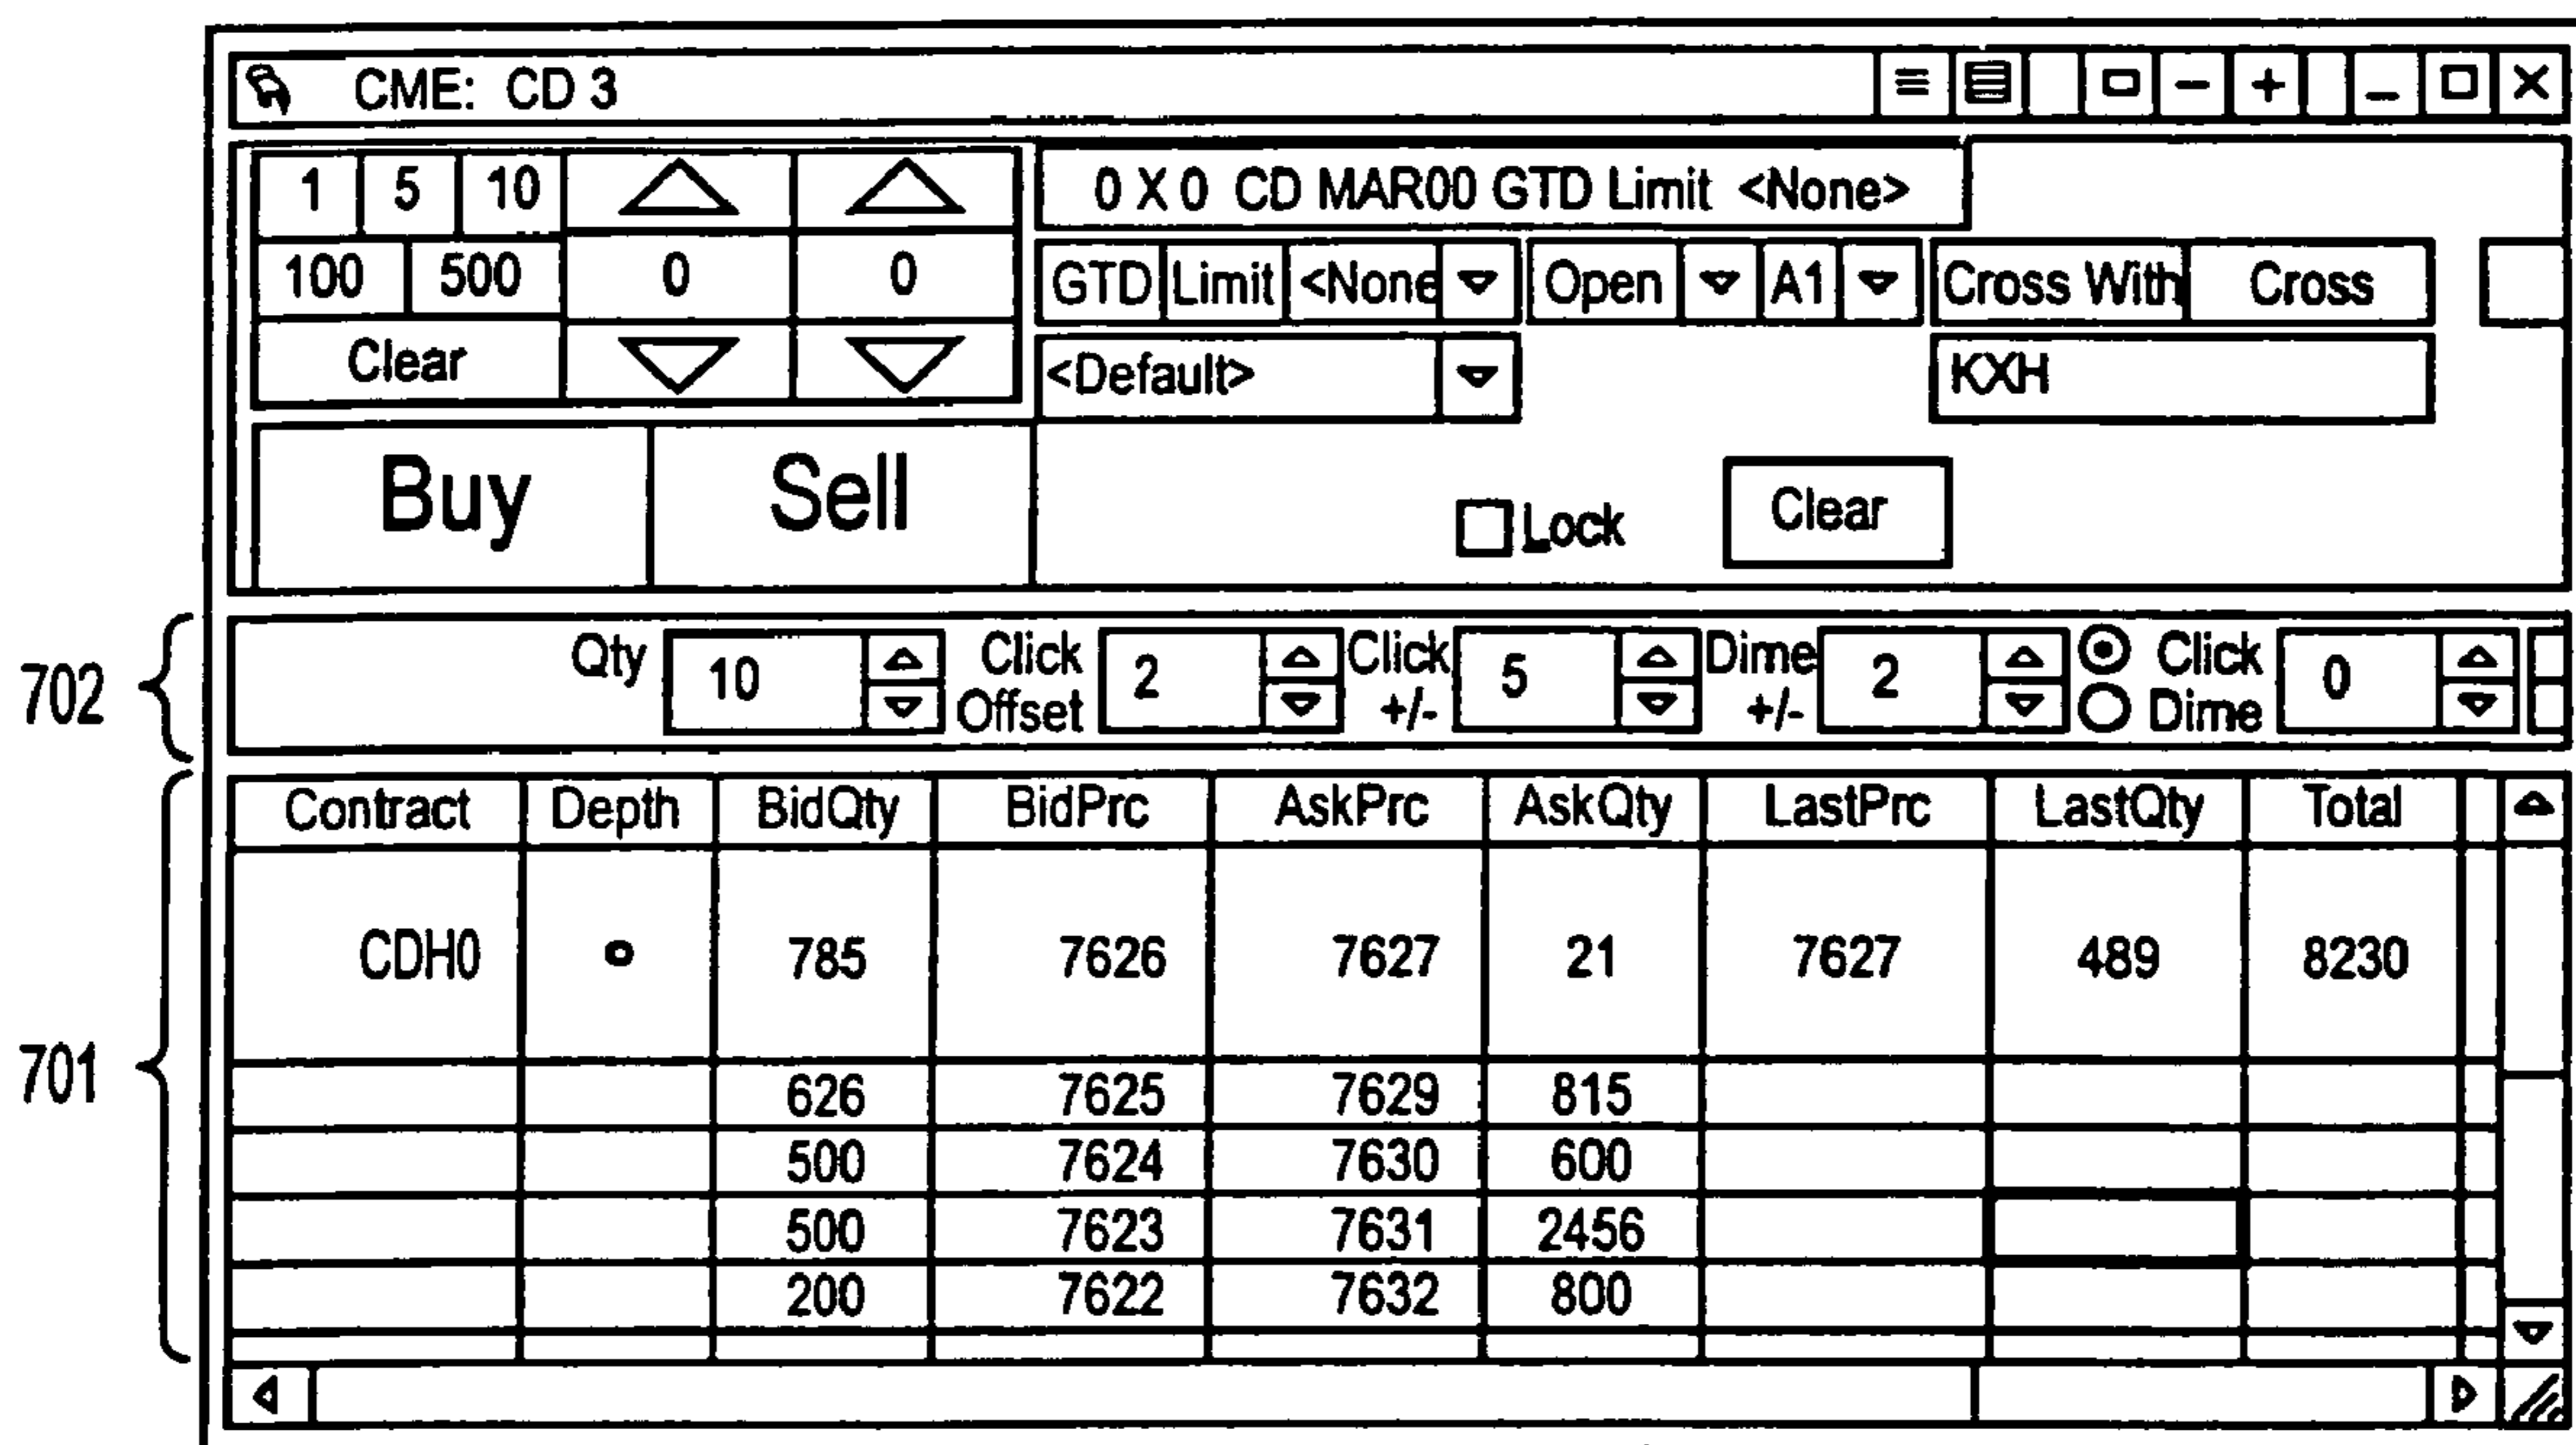 CME: CD 3
1 5 10
0 X 0 CD MAR00 GTD Limit <None>
100 500 0 0
GTD Limit <None Open A1 Cross With Cross
Clear
<Default>
KXH
Buy Sell
Lock
Clear
702
Qty 10 Click Offset 2 Click +/- 5 Dime +/- 2 Click Dime 0
701
Contract Depth BidQty BidPrc AskPrc AskQty LastPrc LastQty Total
CDH0 785 7626 7627 21 7627 489 8230
626 7625 7629 815
500 7624 7630 600
500 7623 7631 2456
200 7622 7632 800